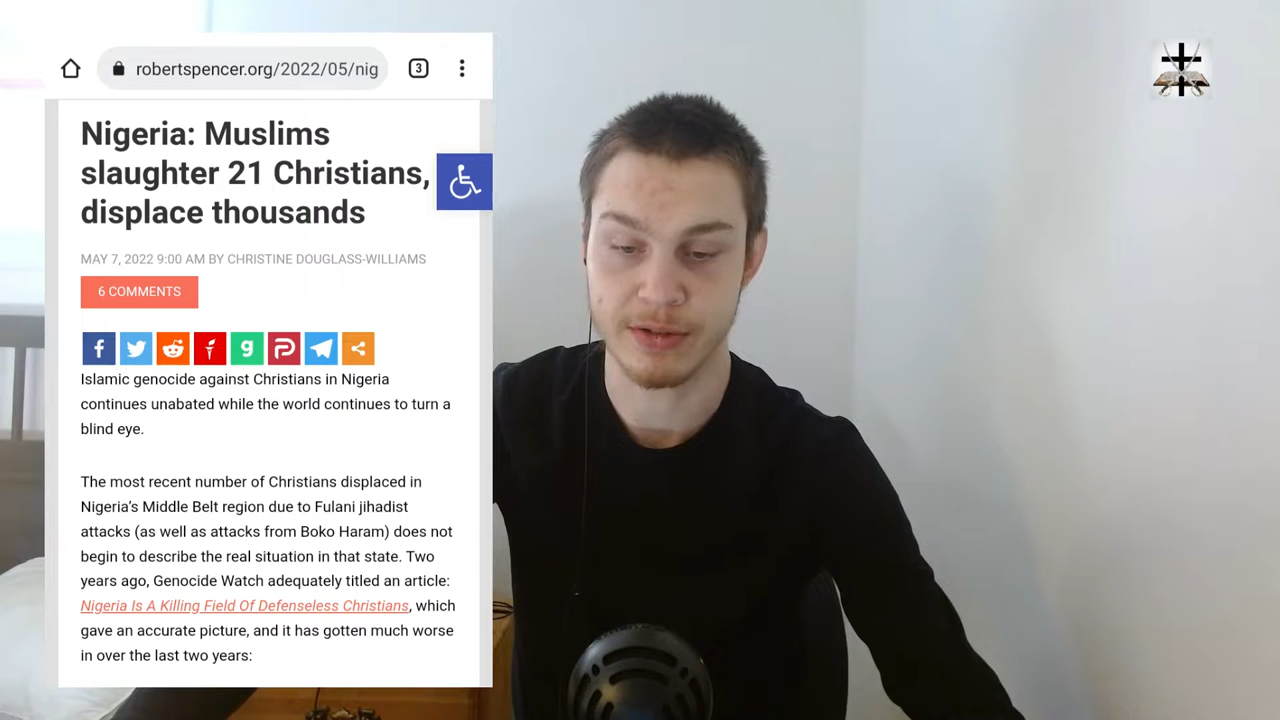 robertspencer.org/2022/05/nig
3
Nigeria: Muslims
slaughter 21 Christians,
displace thousands
MAY 7, 2022 9:00 AM BY CHRISTINE DOUGLASS-WILLIAMS
6 COMMENTS
Islamic genocide against Christians in Nigeria
continues unabated while the world continues to turn a
blind eye.
The most recent number of Christians displaced in
Nigeria's Middle Belt region due to Fulani jihadist
attacks (as well as attacks from Boko Haram) does not
begin to describe the real situation in that state. Two
years ago, Genocide Watch adequately titled an article:
Nigeria Is A Killing Field Of Defenseless Christians, which
gave an accurate picture, and it has gotten much worse
in over the last two years: